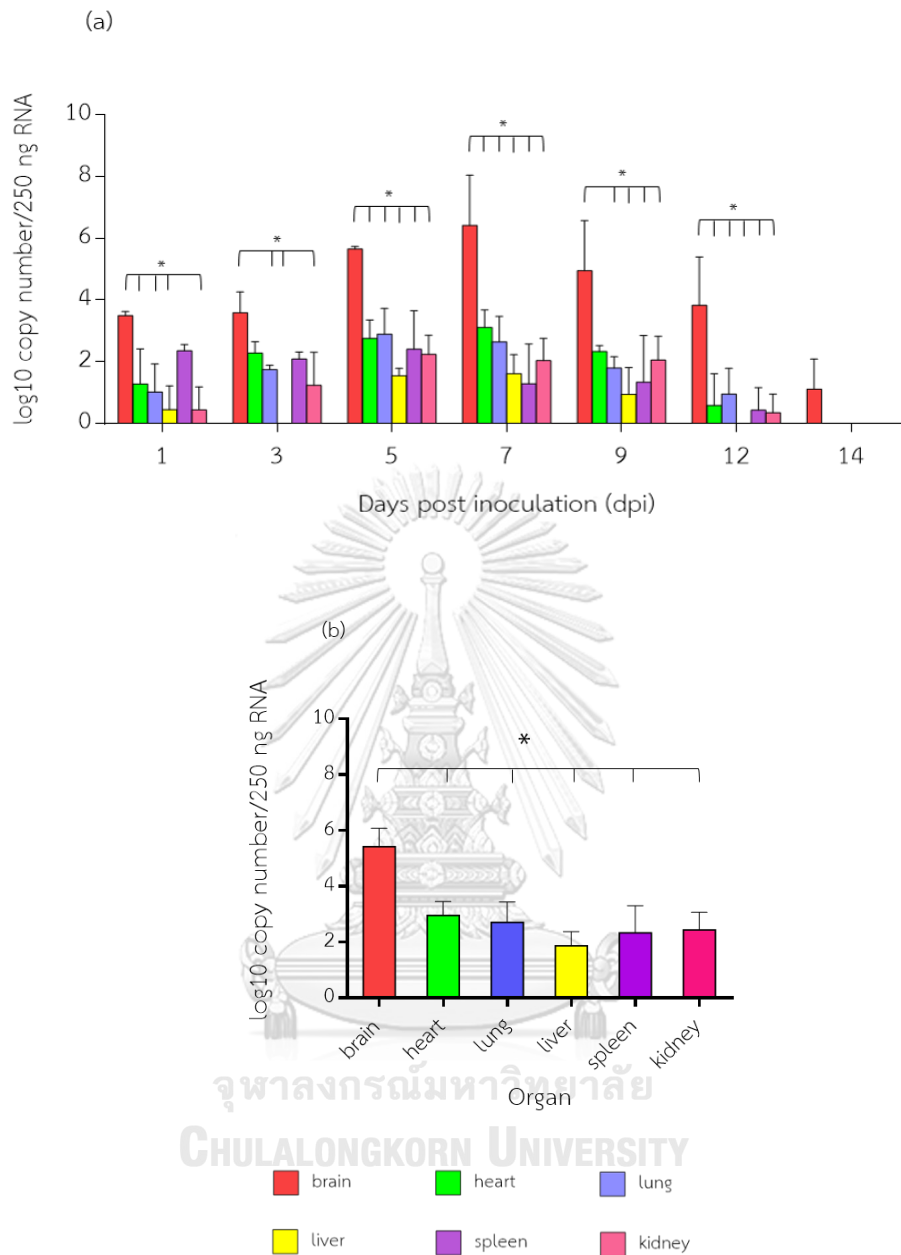 (a)
log10 copy number/250 ng RNA
10
8
6
4
2
0
*
*
*
*
*
*
1 3 5 7 9 12 14
Days post inoculation (dpi)
(b)
log10 copy number/250 ng RNA
10
8
6
4
2
0
*
brain heart lung liver spleen kidney
Organ
จุฬาลงกรณ์มหาวิทยาลัย
CHULALONGKORN UNIVERSITY
brain heart lung
liver spleen kidney